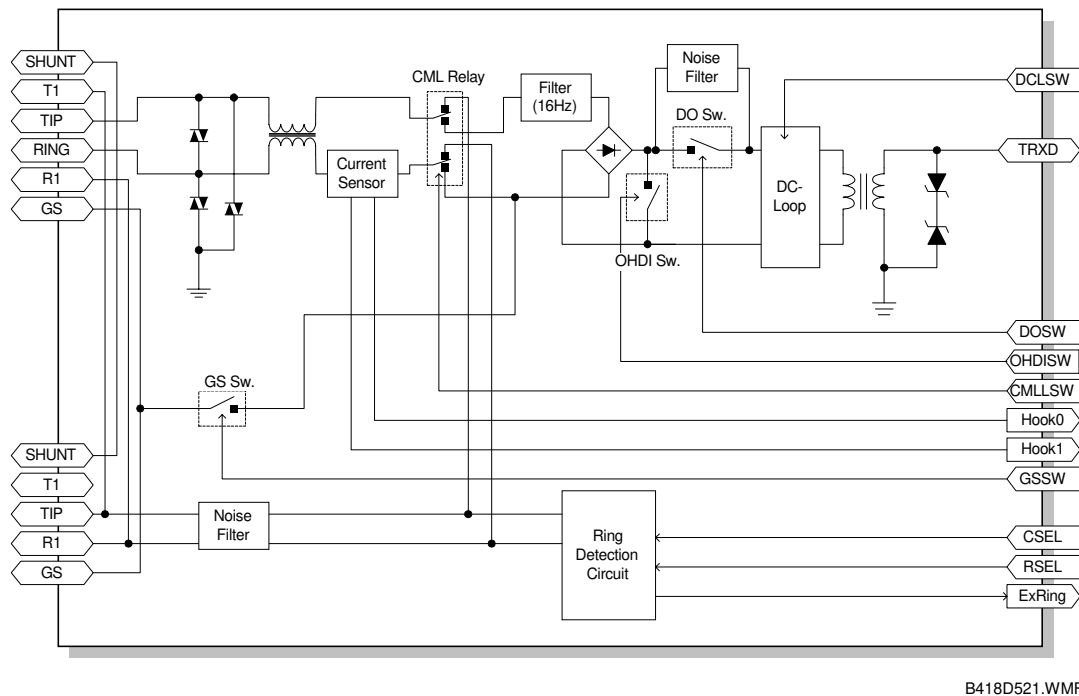 SHUNT
T1
TIP
RING
R1
GS
CML Relay
Current
Sensor
Filter
(16Hz)
Noise
Filter
DO Sw.
OHDI Sw.
DC-
Loop
DCLSW
TRXD
DOSW
OHDISW
CMLLSW
Hook0
Hook1
GSSW
GS Sw.
SHUNT
T1
TIP
R1
GS
Noise
Filter
Ring
Detection
Circuit
CSEL
RSEL
ExRing
B418D521.WMF